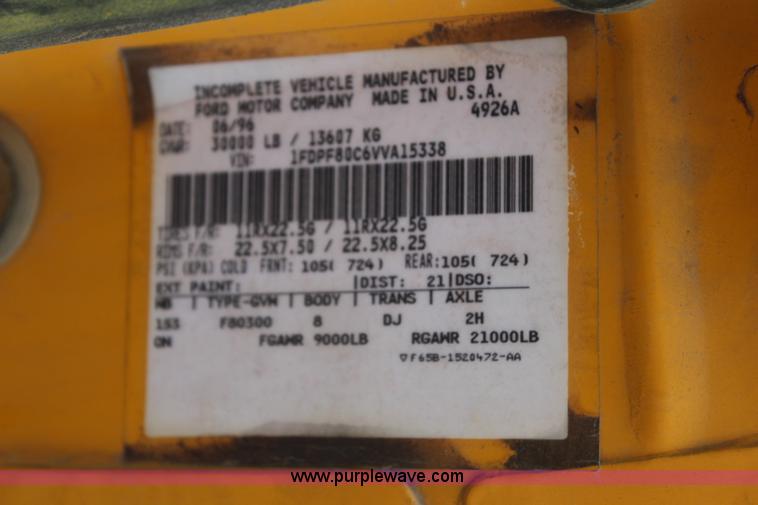 INCOMPLETE VEHICLE MANUFACTURED BY
FORD MOTOR COMPANY MADE IN U.S.A.
4926A
DATE: 06/96
GVWR: 30000 LB / 13607 KG
VIN: 1FDPF80C6VVA15338
TIRES F/R: 11RX22.5G / 11RX22.5G
RIMS F/R: 22.5X7.50 / 22.5X8.25
PSI (KPA) COLD FRNT: 105( 724) REAR:105( 724)
EXT PAINT: |DIST: 21|DSO:
WB | TYPE-GVW | BODY | TRANS | AXLE
153 F80300 8 DJ 2H
ON FGAWR 9000LB RGAWR 21000LB
▽F65B-1520472-AA
www.purplewave.com